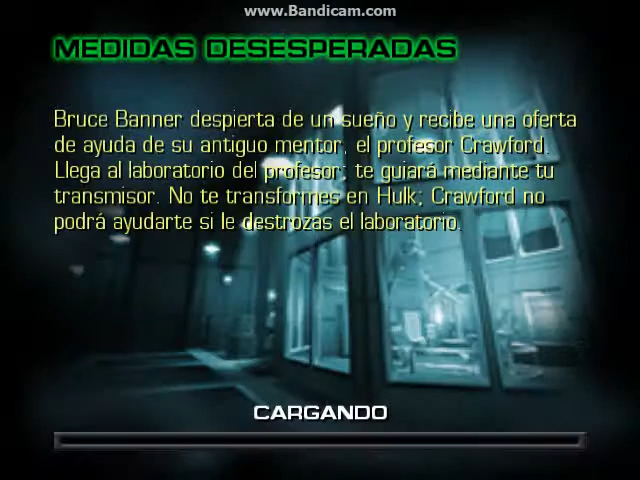 www.Bandicam.com
MEDIDAS DESESPERADAS
Bruce Banner despierta de un sueño y recibe una oferta
de ayuda de su antiguo mentor, el profesor Crawford.
Llega al laboratorio del profesor; te guiará mediante tu
transmisor. No te transformes en Hulk; Crawford no
podrá ayudarte si le destrozas el laboratorio.
CARGANDO